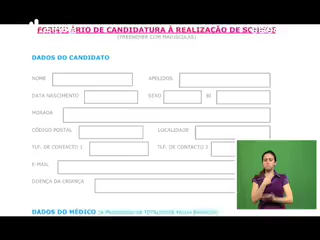 FORMULÁRIO DE CANDIDATURA À REALIZAÇÃO DE
(PREENCHER COM MAIÚSCULAS)
DADOS DO CANDIDATO
NOME APELIDOS
DATA NASCIMENTO SEXO BI
MORADA
CÓDIGO POSTAL LOCALIDADE
TLF. DE CONTACTO 1 TLF. DE CONTACTO 2
E-MAIL
DOENÇA DA CRIANÇA
DADOS DO MÉDICO